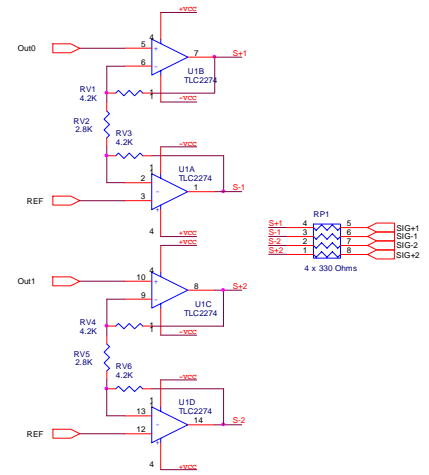 +VCC
4
Out0
5
7
S+1
6
U1B
TLC2274
RV1
4.2K
1
-VCC
RV2
2.8K
RV3
4.2K
1
-VCC
U1A
TLC2274
2
1
S-1
REF
3
4
+VCC
RP1
S+1 4 5 SIG+1
S-1 3 6 SIG-1
S-2 2 7 SIG-2
S+2 1 8 SIG+2
4 x 330 Ohms
+VCC
4
Out1
10
8
S+2
9
U1C
TLC2274
RV4
4.2K
1
-VCC
RV5
2.8K
RV6
4.2K
1
-VCC
U1D
TLC2274
13
14
S-2
REF
12
4
+VCC